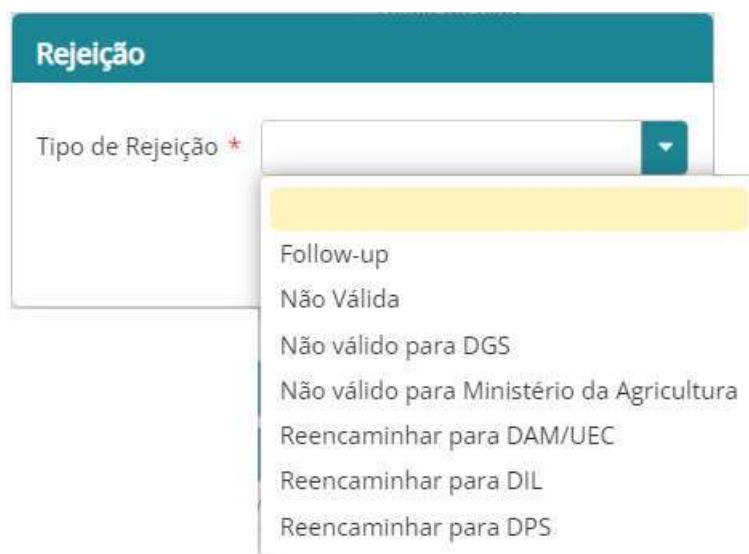 Rejeição
Tipo de Rejeição *
Follow-up
Não Válida
Não válido para DGS
Não válido para Ministério da Agricultura
Reencaminhar para DAM/UEC
Reencaminhar para DIL
Reencaminhar para DPS